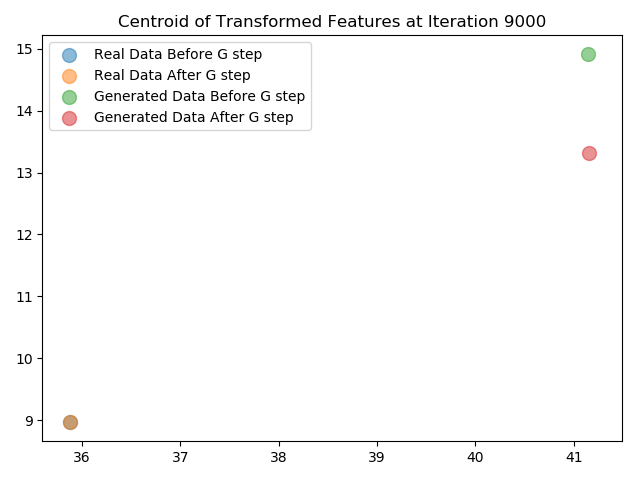 Centroid of Transformed Features at Iteration 9000
Real Data Before G step
Real Data After G step
Generated Data Before G step
Generated Data After G step
15
14
13
12
11
10
9
36 37 38 39 40 41